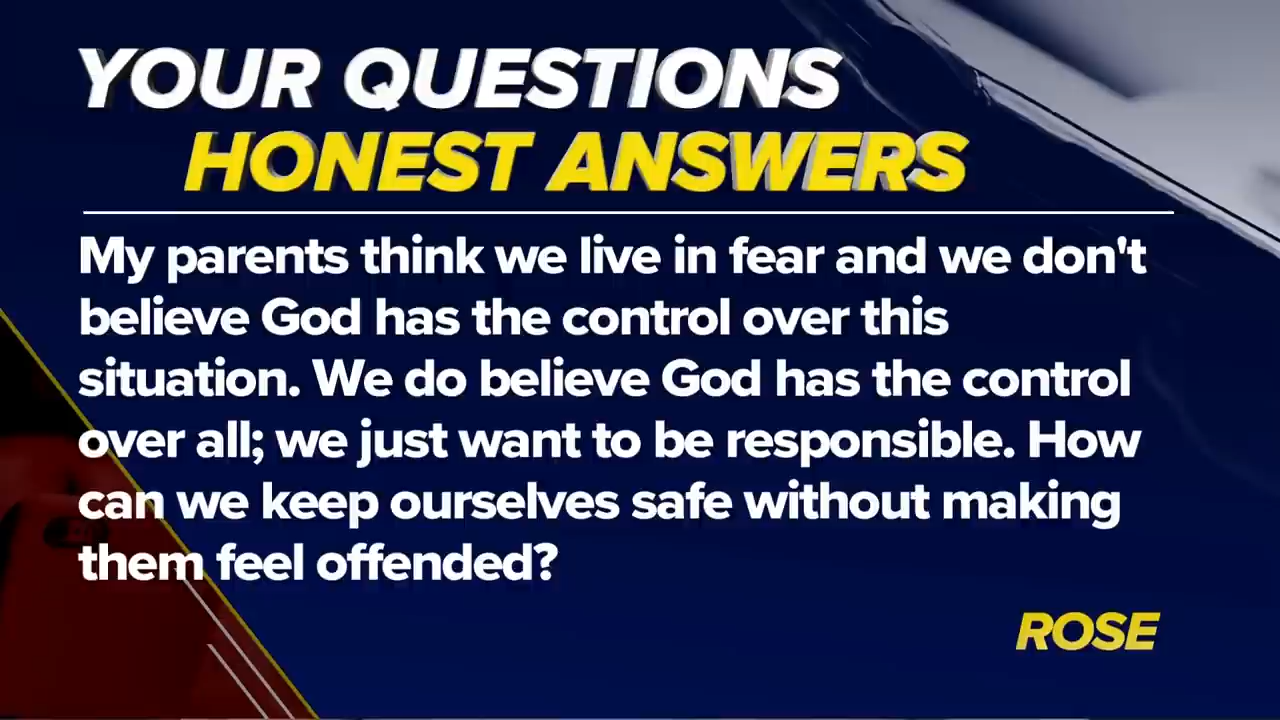 YOUR QUESTIONS
HONEST ANSWERS
My parents think we live in fear and we don't
believe God has the control over this
situation. We do believe God has the control
over all; we just want to be responsible. How
can we keep ourselves safe without making
them feel offended?
ROSE